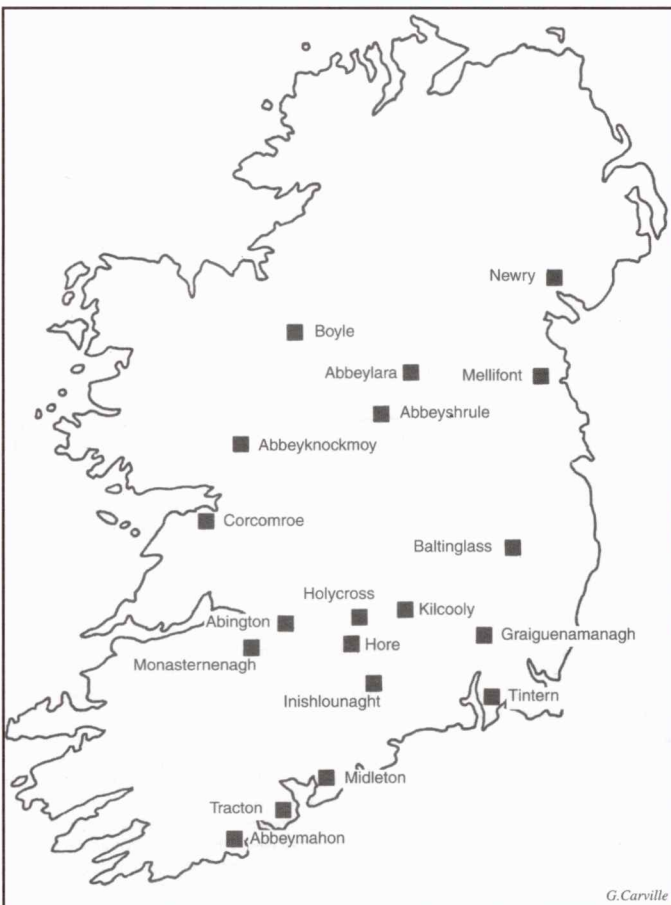 Newry
Boyle
Abbeylara
Mellifont
Abbeyshrule
Abbeyknockmoy
Corcomroe
Baltinglass
Holycross
Kilcooly
Abington
Graiguenamanagh
Hore
Monasternenagh
Inishlounaght
Tintern
Midleton
Tracton
Abbeymahon
G.Carville